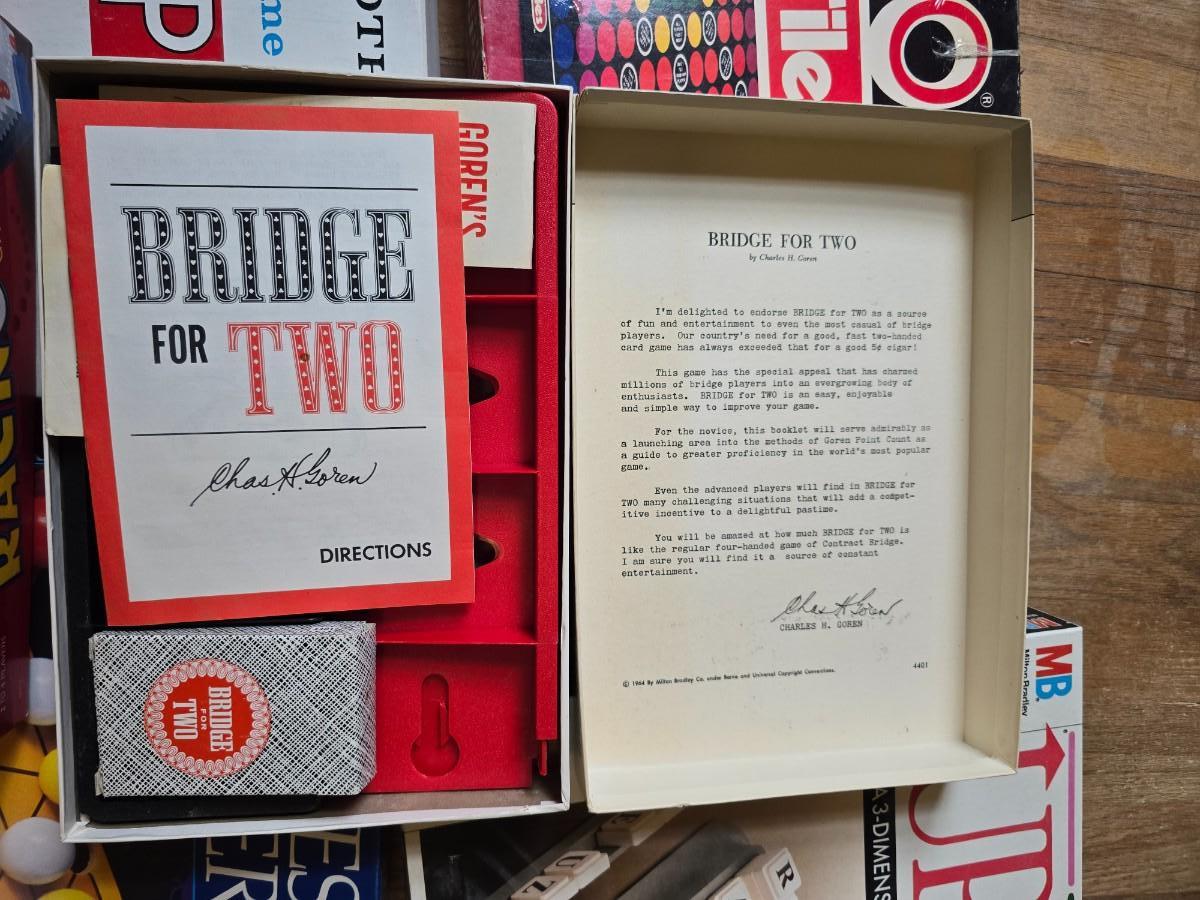 P
me
OTH
rile
O
®
BRIDGE
FOR TWO
Chas. H. Goren
DIRECTIONS
GOREN'S
BRIDGE
FOR
TWO
BRIDGE FOR TWO
by Charles H. Goren
I'm delighted to endorse BRIDGE for TWO as a source
of fun and entertainment to even the most casual of bridge
players. Our country's need for a good, fast two-handed
card game has always exceeded that for a good 5¢ cigar!
This game has the special appeal that has charmed
millions of bridge players into an evergrowing body of
enthusiasts. BRIDGE for TWO is an easy, enjoyable
and simple way to improve your game.
For the novice, this booklet will serve admirably as
a launching area into the methods of Goren Point Count as
a guide to greater proficiency in the world's most popular
game.
Even the advanced players will find in BRIDGE for
TWO many challenging situations that will add a compet-
itive incentive to a delightful pastime.
You will be amazed at how much BRIDGE for TWO is
like the regular four-handed game of Contract Bridge.
I am sure you will find it a source of constant
entertainment.
Chas H Goren
CHARLES H. GOREN
4401
© 1964 By Milton Bradley Co. under Berne and Universal Copyright Conventions.
MB
Milton Bradley
A 3-DIMENS
UP
R
U
Z
E